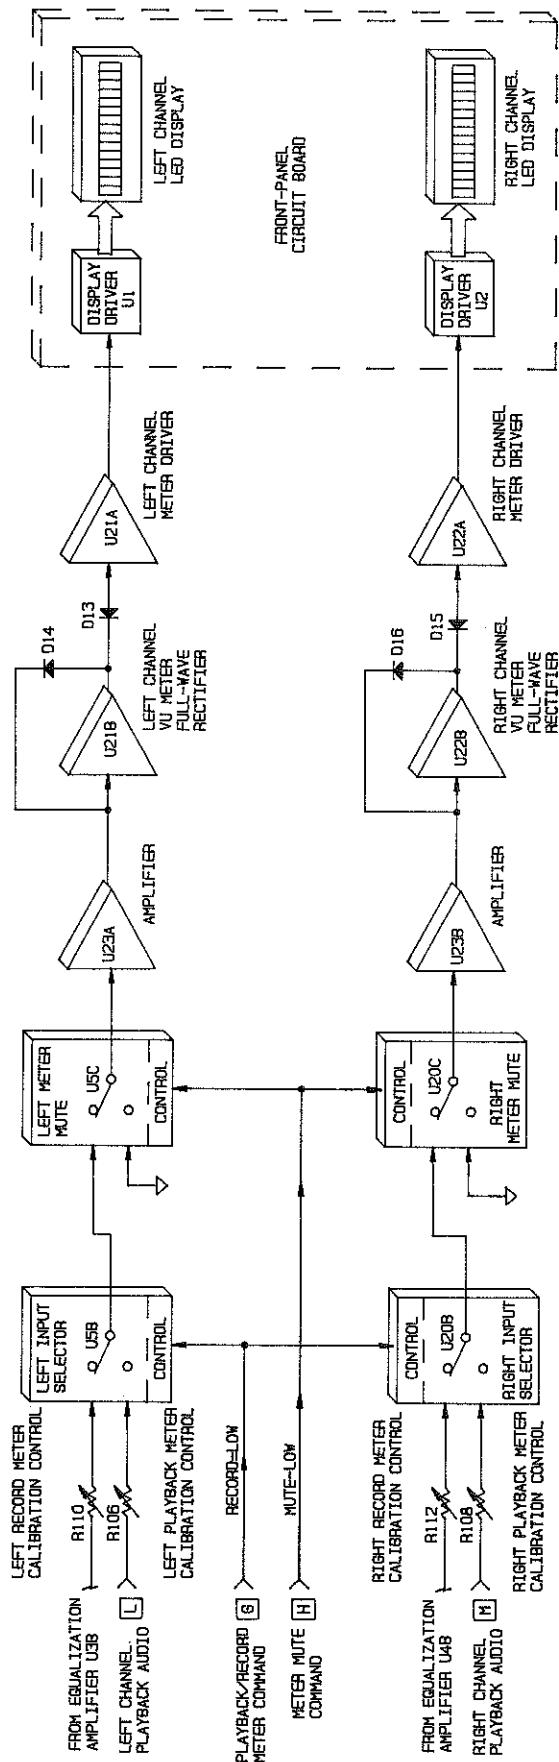 LEFT RECORD METER
CALIBRATION CONTROL
FROM EQUALIZATION
AMPLIFIER U3B
R110
L
LEFT CHANNEL
PLAYBACK AUDIO
R106
LEFT PLAYBACK METER
CALIBRATION CONTROL
LEFT INPUT
SELECTOR
U5B
CONTROL
LEFT METER
MUTE
U5C
CONTROL
U23A
AMPLIFIER
U21B
LEFT CHANNEL
VU METER
FULL-WAVE
RECTIFIER
D14
D13
U21A
LEFT CHANNEL
METER DRIVER
DISPLAY
DRIVER
U1
LEFT CHANNEL
LED DISPLAY
PLAYBACK/RECORD
METER COMMAND
G
RECORD=LOW
METER MUTE
COMMAND
H
MUTE-LOW
FRONT-PANEL
CIRCUIT BOARD
RIGHT RECORD METER
CALIBRATION CONTROL
FROM EQUALIZATION
AMPLIFIER U4B
R112
M
RIGHT CHANNEL
PLAYBACK AUDIO
R108
RIGHT PLAYBACK METER
CALIBRATION CONTROL
CONTROL
U20B
RIGHT INPUT
SELECTOR
CONTROL
U20C
RIGHT
METER MUTE
U23B
AMPLIFIER
U22B
RIGHT CHANNEL
VU METER
FULL-WAVE
RECTIFIER
D16
D15
U22A
RIGHT CHANNEL
METER DRIVER
DISPLAY
DRIVER
U2
RIGHT CHANNEL
LED DISPLAY